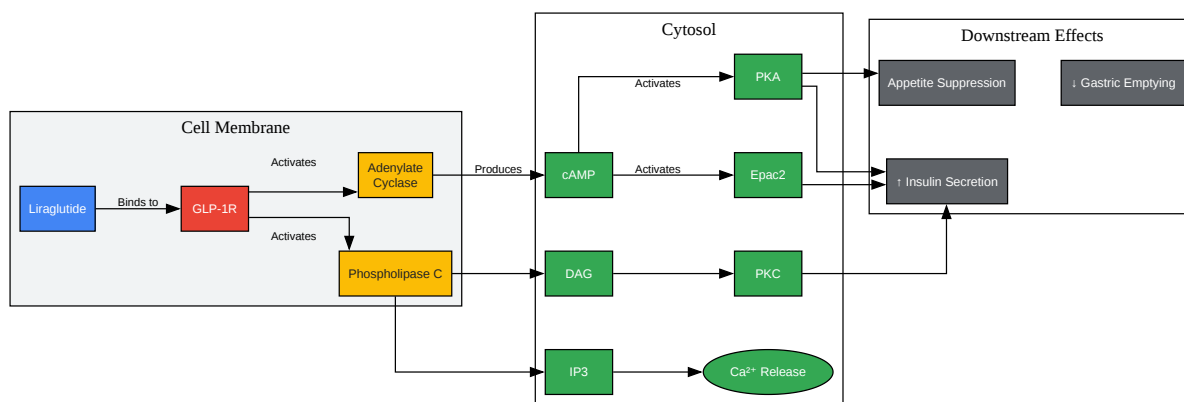 Cytosol
Downstream Effects
PKA
Appetite Suppression
↓ Gastric Emptying
Activates
Cell Membrane
Activates
Adenylate
Cyclase
Produces
cAMP
Activates
Epac2
↑ Insulin Secretion
Liraglutide
Binds to
GLP-1R
Activates
Phospholipase C
DAG
PKC
IP3
Ca²⁺ Release